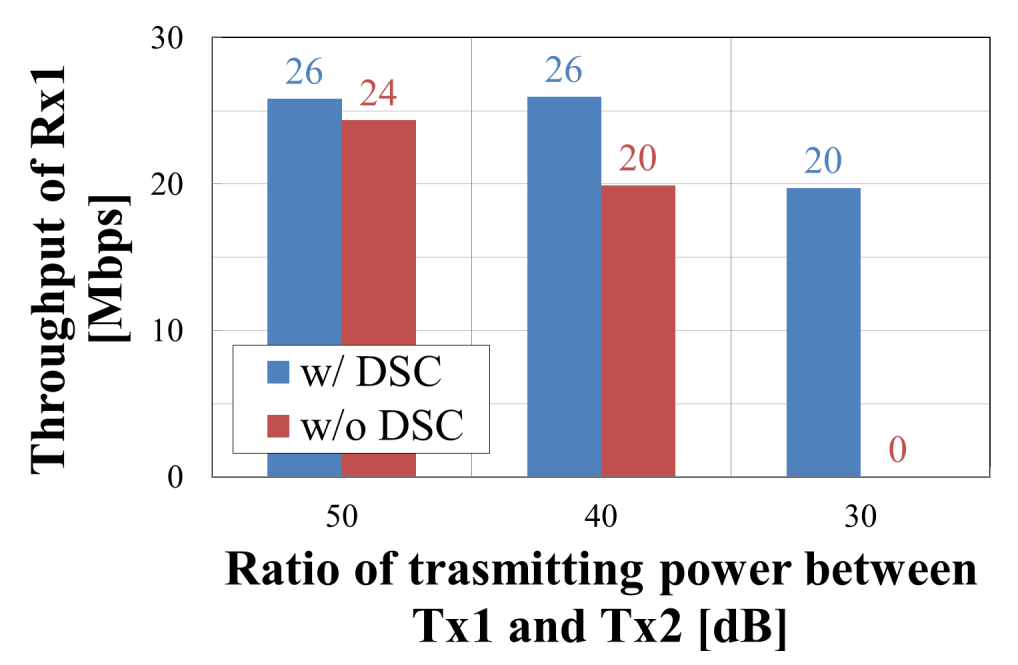 Throughput of Rx1
[Mbps]
30
20
10
0
26
24
26
20
20
0
w/ DSC
w/o DSC
50
40
30
Ratio of trasmitting power between
Tx1 and Tx2 [dB]